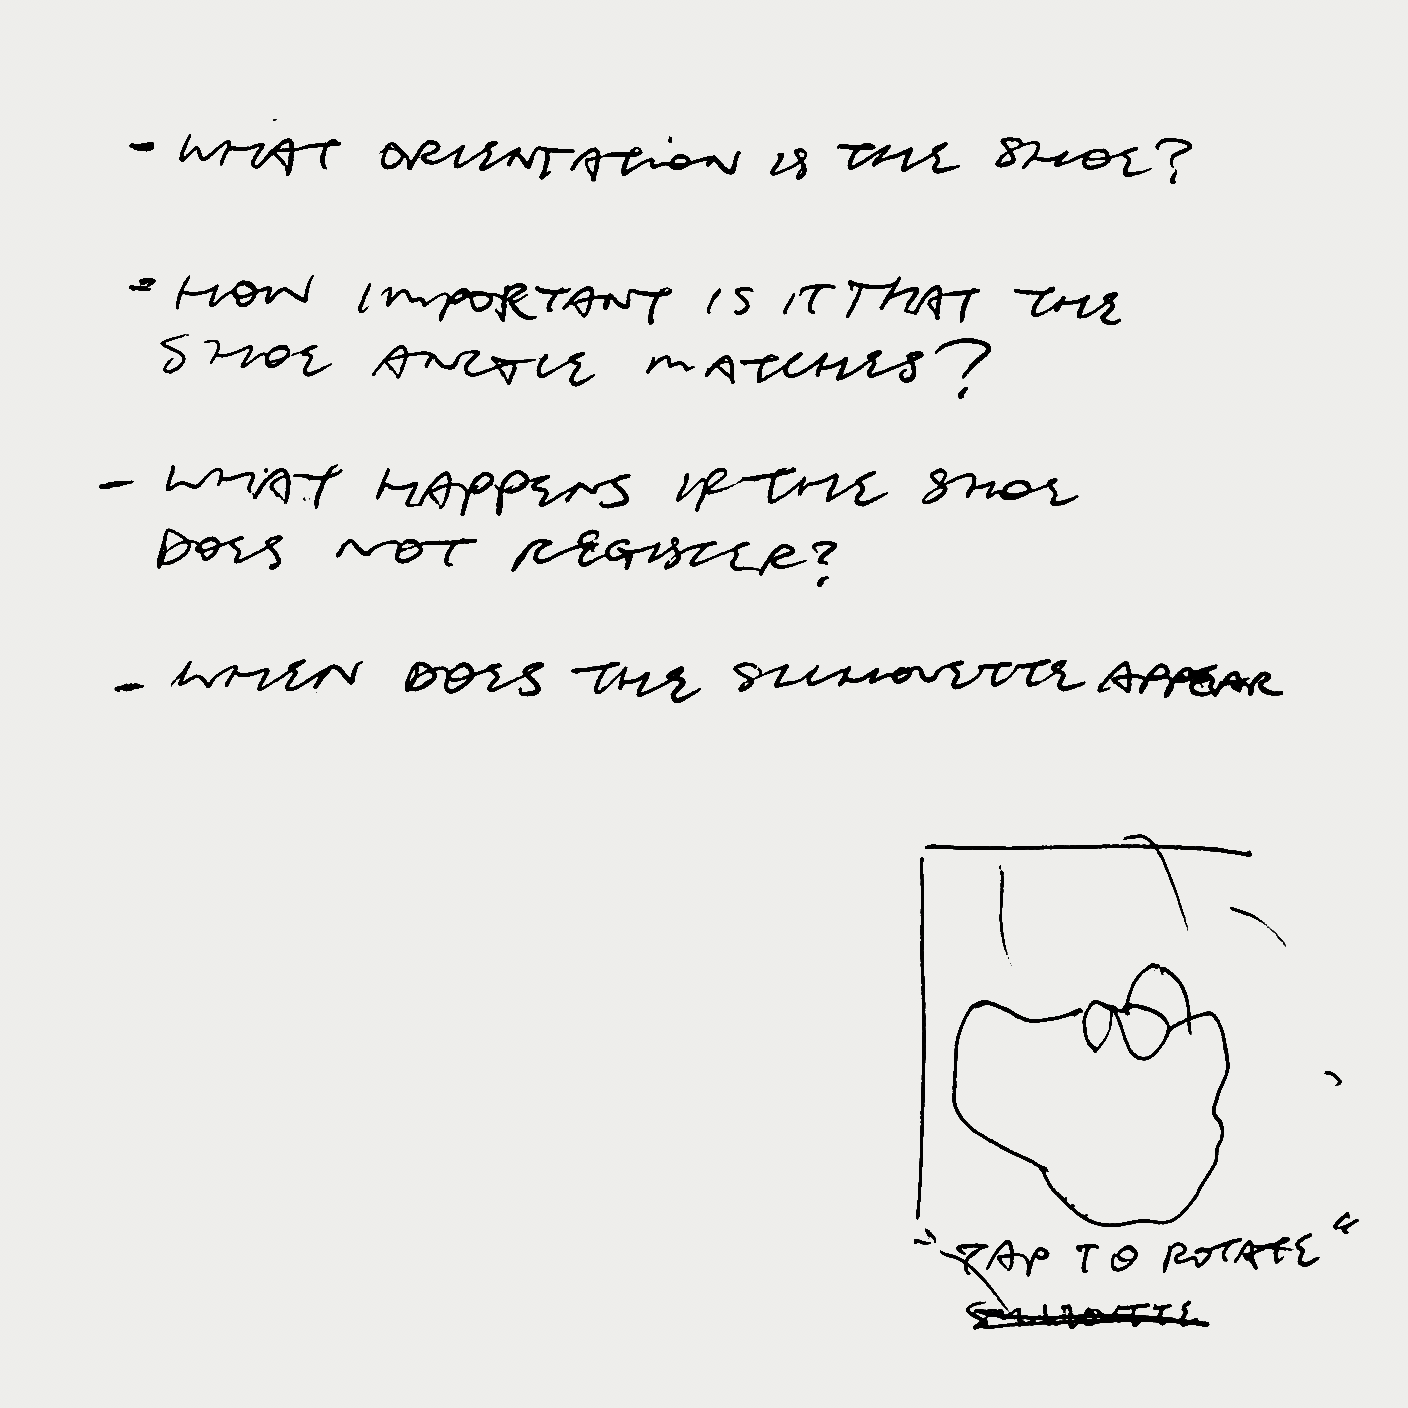 - WHAT ORIENTATION IS THE SHOE?
- HOW IMPORTANT IS IT THAT THE
SHOE ANGLE MATCHES?
- WHAT HAPPENS IF THE SHOE
DOES NOT REGISTER?
- WHEN DOES THE SILHOUETTE APPEAR
"TAP TO ROTATE"